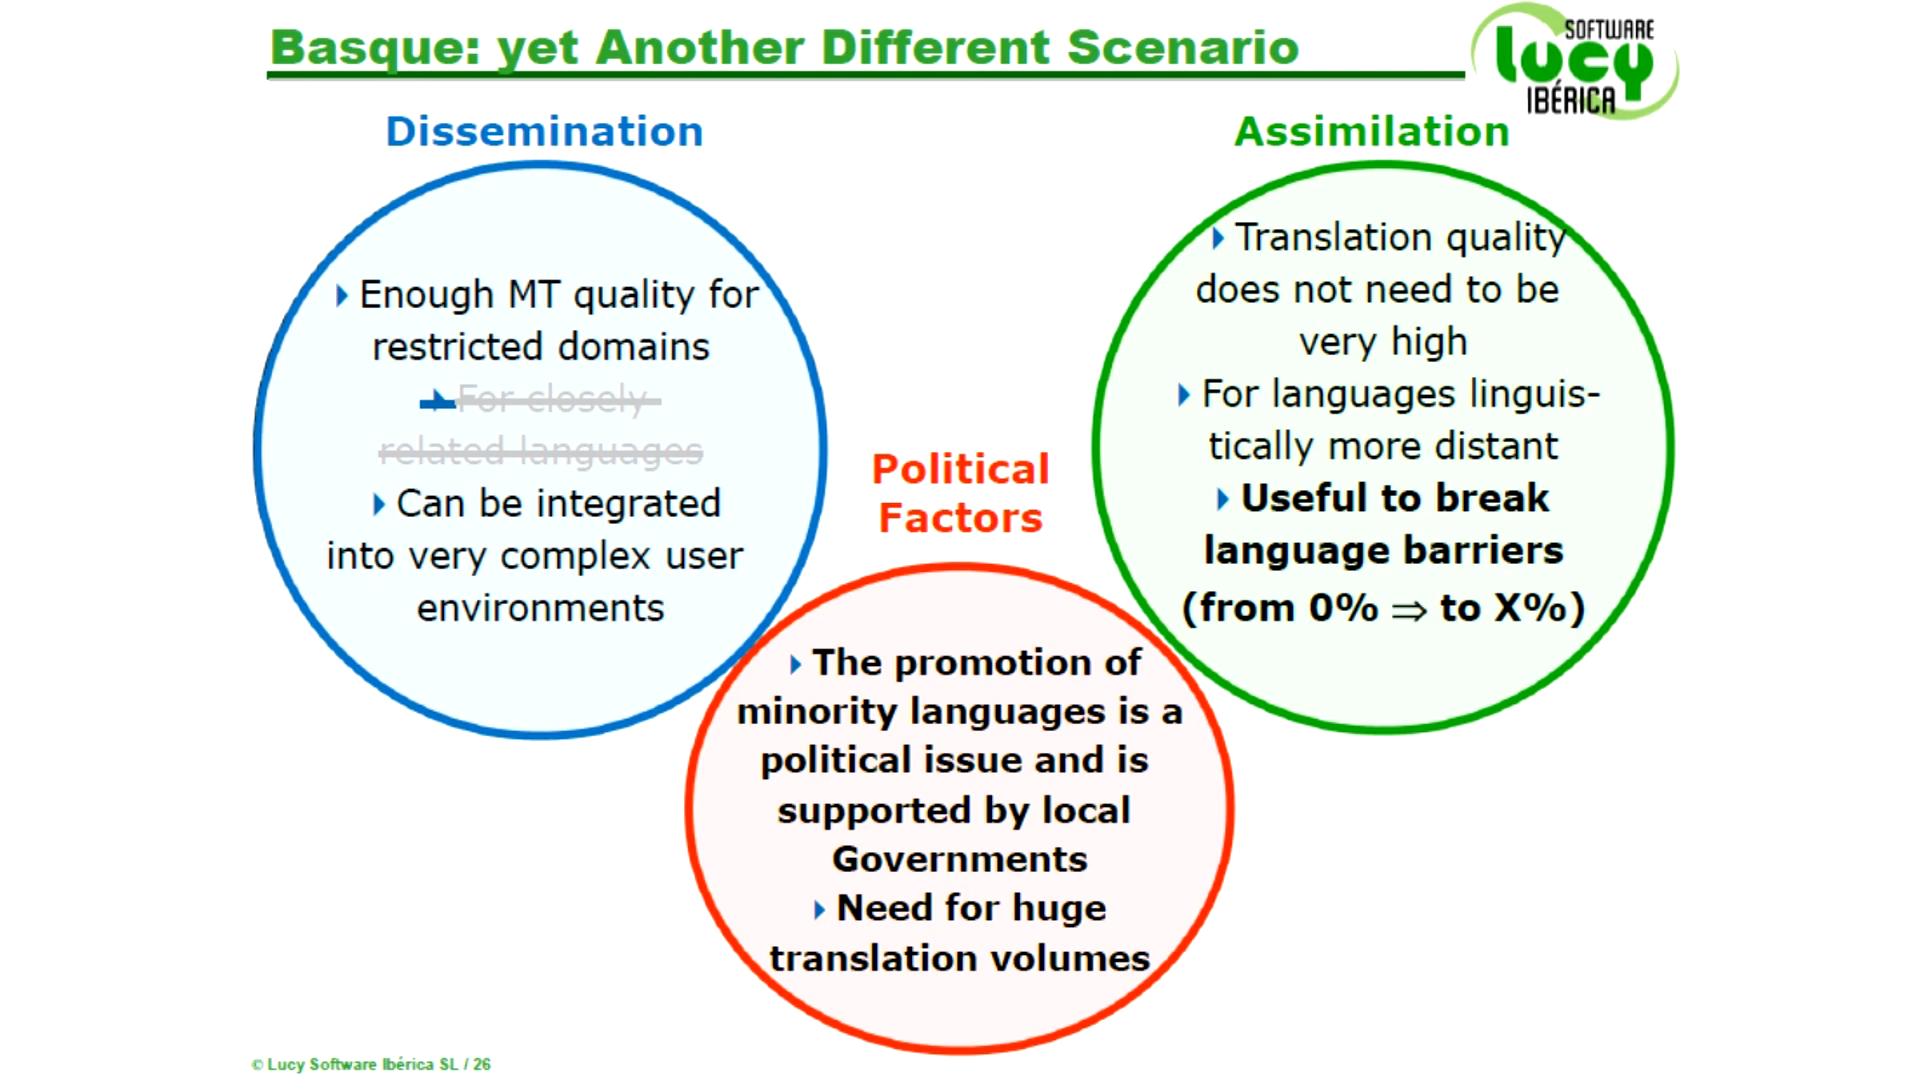 Basque: yet Another Different Scenario
SOFTWARE
Lucy
IBÉRICA
Dissemination
Enough MT quality for
restricted domains
For closely
related languages
Can be integrated
into very complex user
environments
Assimilation
Translation quality
does not need to be
very high
For languages linguis-
tically more distant
Useful to break
language barriers
(from 0% ⇒ to X%)
Political
Factors
The promotion of
minority languages is a
political issue and is
supported by local
Governments
Need for huge
translation volumes
© Lucy Software Ibérica SL / 26